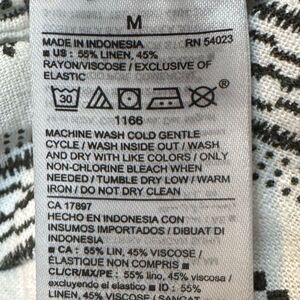 M
MADE IN INDONESIA RN 54023
■ US: 55% LINEN, 45%
RAYON/VISCOSE / EXCLUSIVE OF
ELASTIC
30
1166
MACHINE WASH COLD GENTLE
CYCLE / WASH INSIDE OUT / WASH
AND DRY WITH LIKE COLORS / ONLY
NON-CHLORINE BLEACH WHEN
NEEDED / TUMBLE DRY LOW / WARM
IRON / DO NOT DRY CLEAN
CA 17897
HECHO EN INDONESIA CON
INSUMOS IMPORTADOS / DIBUAT DI
INDONESIA
■ CA : 55% LIN, 45% VISCOSE /
ÉLASTIQUE NON COMPRIS ■
CL/CR/MX/PE : 55% lino, 45% viscosa /
excluyendo el elastico ■ ID : 55%
LINEN, 45% VISCOSE / SANGAT